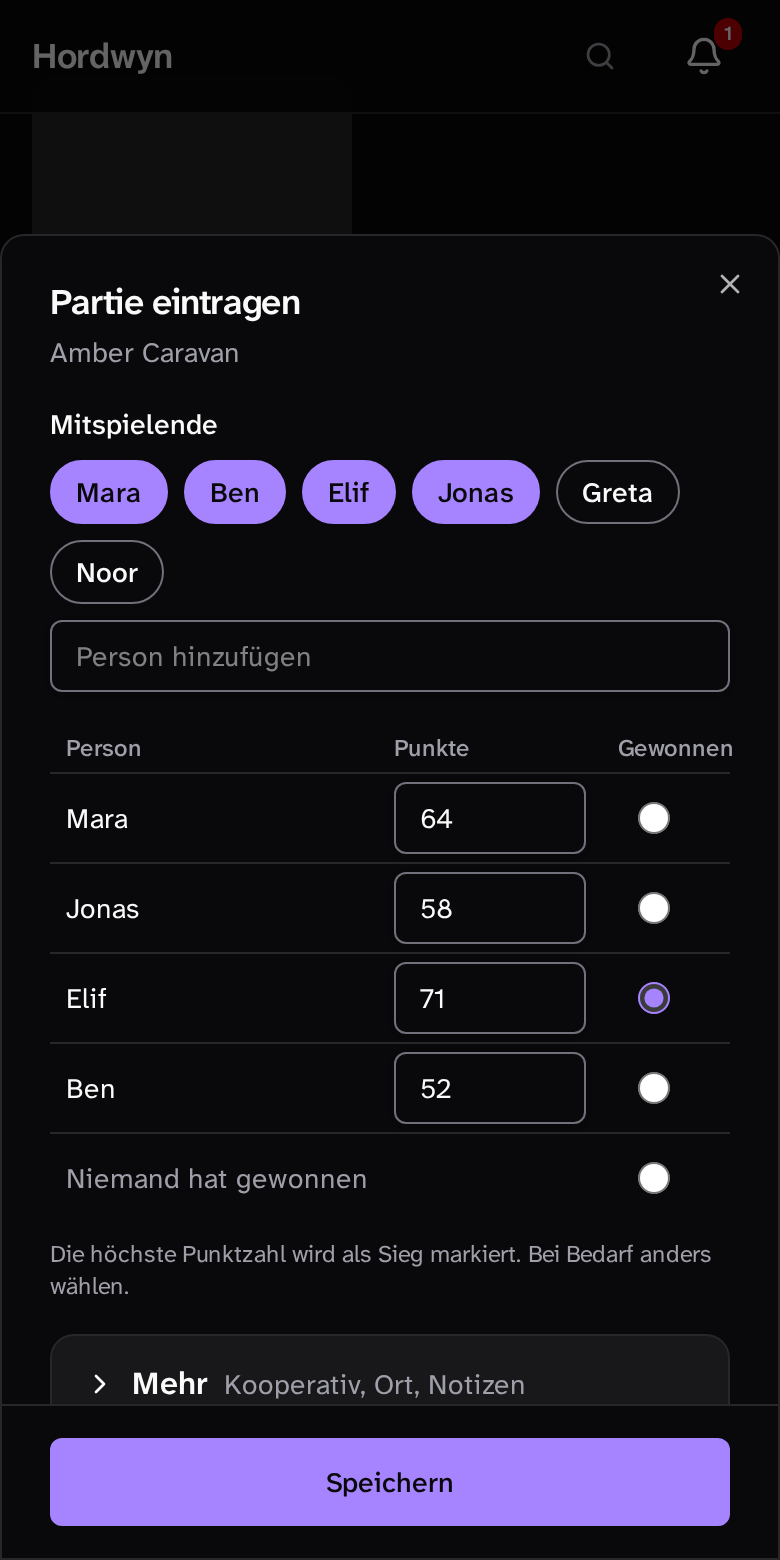 Hordwyn
1
Partie eintragen
Amber Caravan
Mitspielende
Mara Ben Elif Jonas Greta
Noor
Person hinzufügen
Person Punkte Gewonnen
Mara 64
Jonas 58
Elif 71
Ben 52
Niemand hat gewonnen
Die höchste Punktzahl wird als Sieg markiert. Bei Bedarf anders
wählen.
Mehr Kooperativ, Ort, Notizen
Speichern